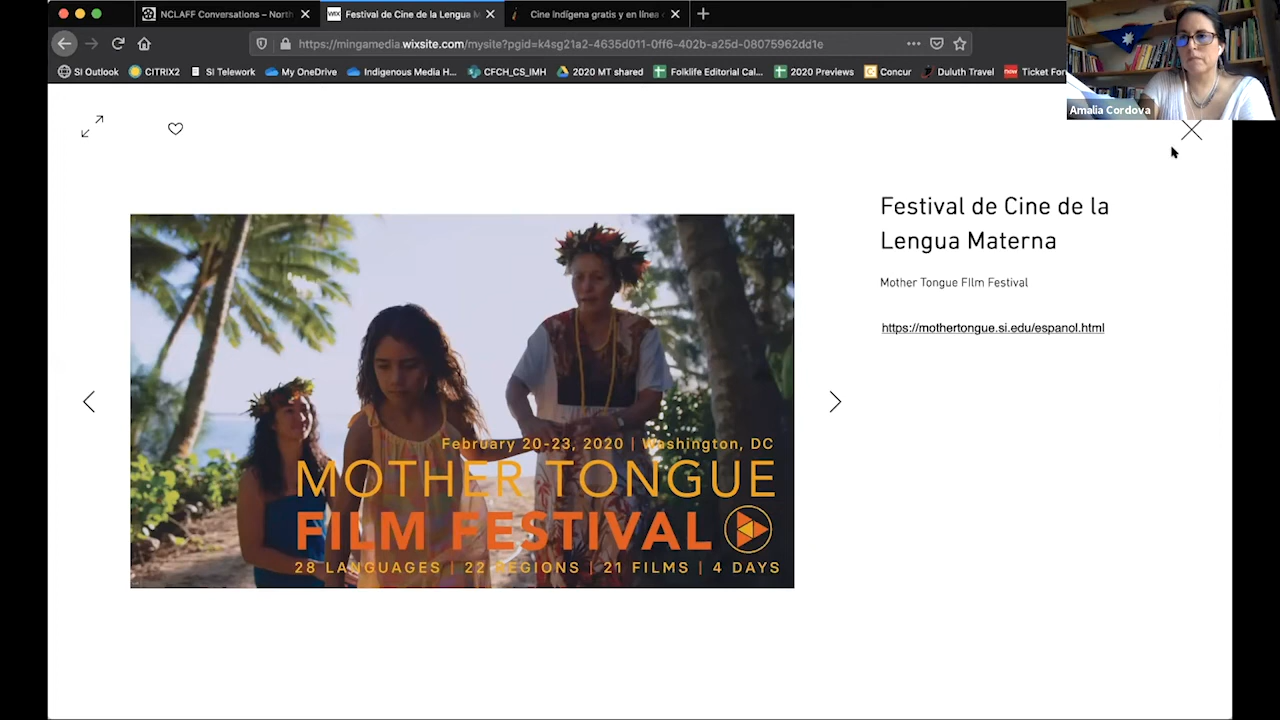 NCLAFF Conversations – North
Festival de Cine de la Lengua M
Cine Indígena gratis y en línea
https://mingamedia.wixsite.com/mysite?pgid=k4sg21a2-4635d011-0ff6-402b-a25d-08075962dd1e
SI Outlook
CITRIX2
SI Telework
My OneDrive
Indigenous Media H...
CFCH_CS_IMH
2020 MT shared
Folklife Editorial Cal...
2020 Previews
Concur
Duluth Travel
Ticket For
Amalia Cordova
Festival de Cine de la
Lengua Materna
Mother Tongue FIlm Festival
https://mothertongue.si.edu/espanol.html
February 20-23, 2020 | Washington, DC
MOTHER TONGUE
FILM FESTIVAL
28 LANGUAGES | 22 REGIONS | 21 FILMS | 4 DAYS